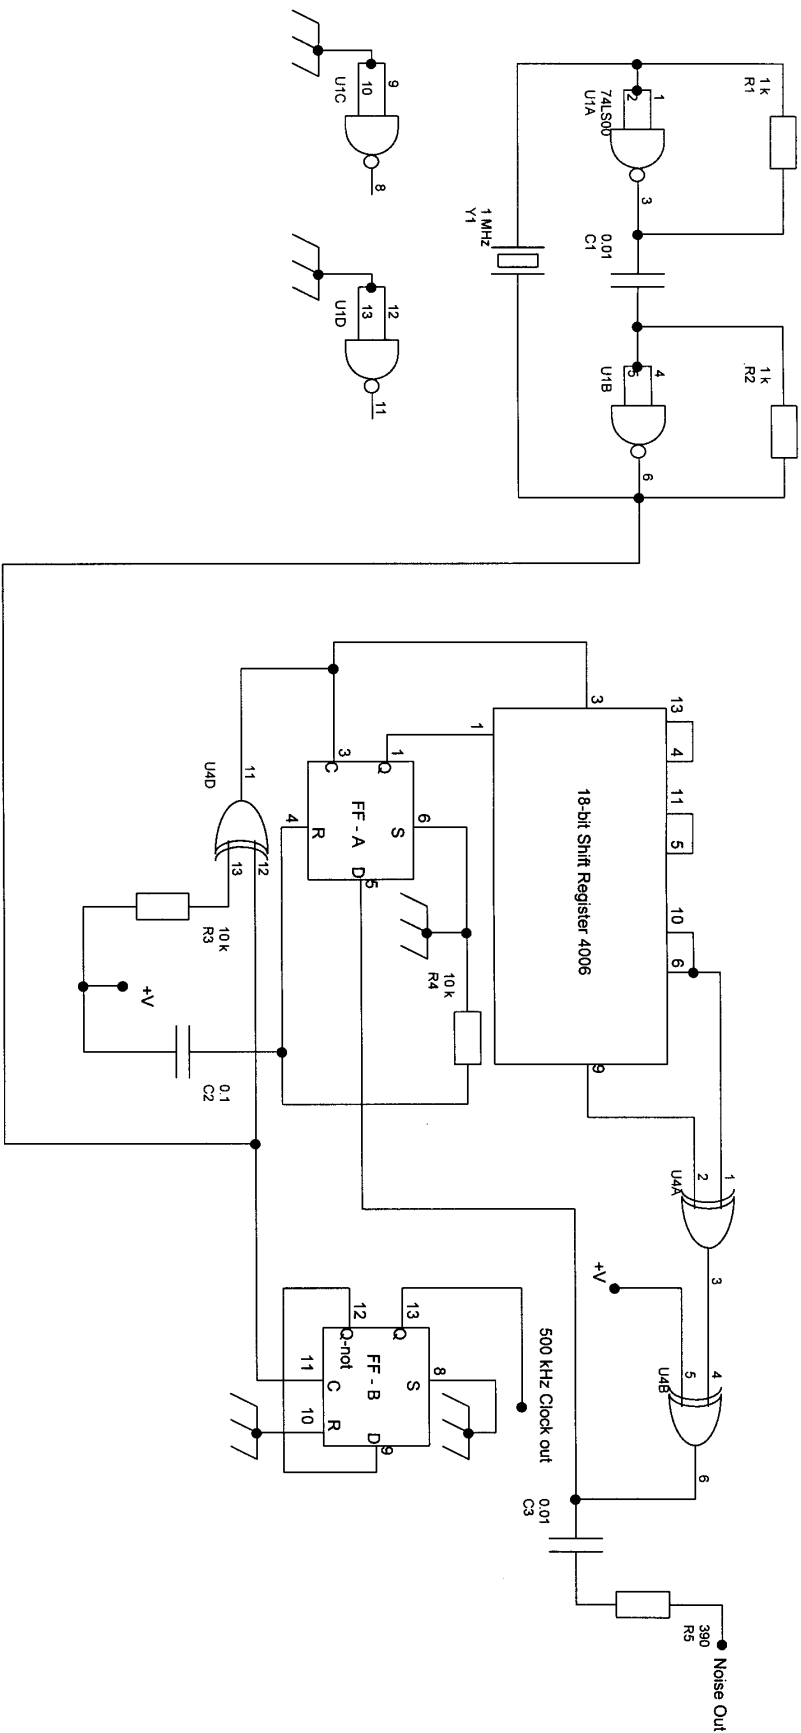 1 k
R1
1
2
74LS00
U1A
3
0.01
C1
1 k
R2
4
5
U1B
6
1 MHz
Y1
9
10
U1C
8
12
13
U1D
11
18-bit Shift Register 4006
13
4
11
5
10
6
3
1
9
FF - A
1
Q
3
C
6
S
4
R
D
5
10 k
R4
11
U4D
12
13
10 k
R3
+V
0.1
C2
1
2
U4A
3
+V
4
5
U4B
6
500 kHz Clock out
FF - B
13
Q
12
Q-not
11
C
10
R
8
S
D
9
0.01
C3
390
R5
Noise Out